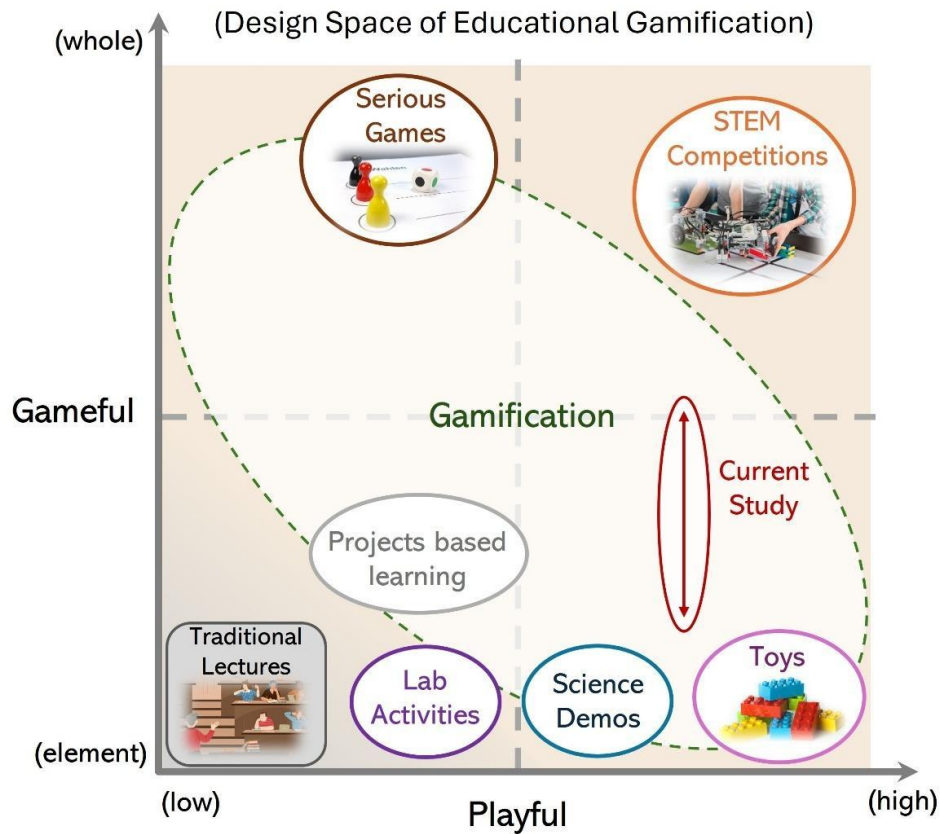 (Design Space of Educational Gamification)
(whole)
Serious
Games
STEM
Competitions
Gameful
Gamification
Current
Study
Projects based
learning
Traditional
Lectures
Lab
Activities
Science
Demos
Toys
(element)
(low)
Playful
(high)